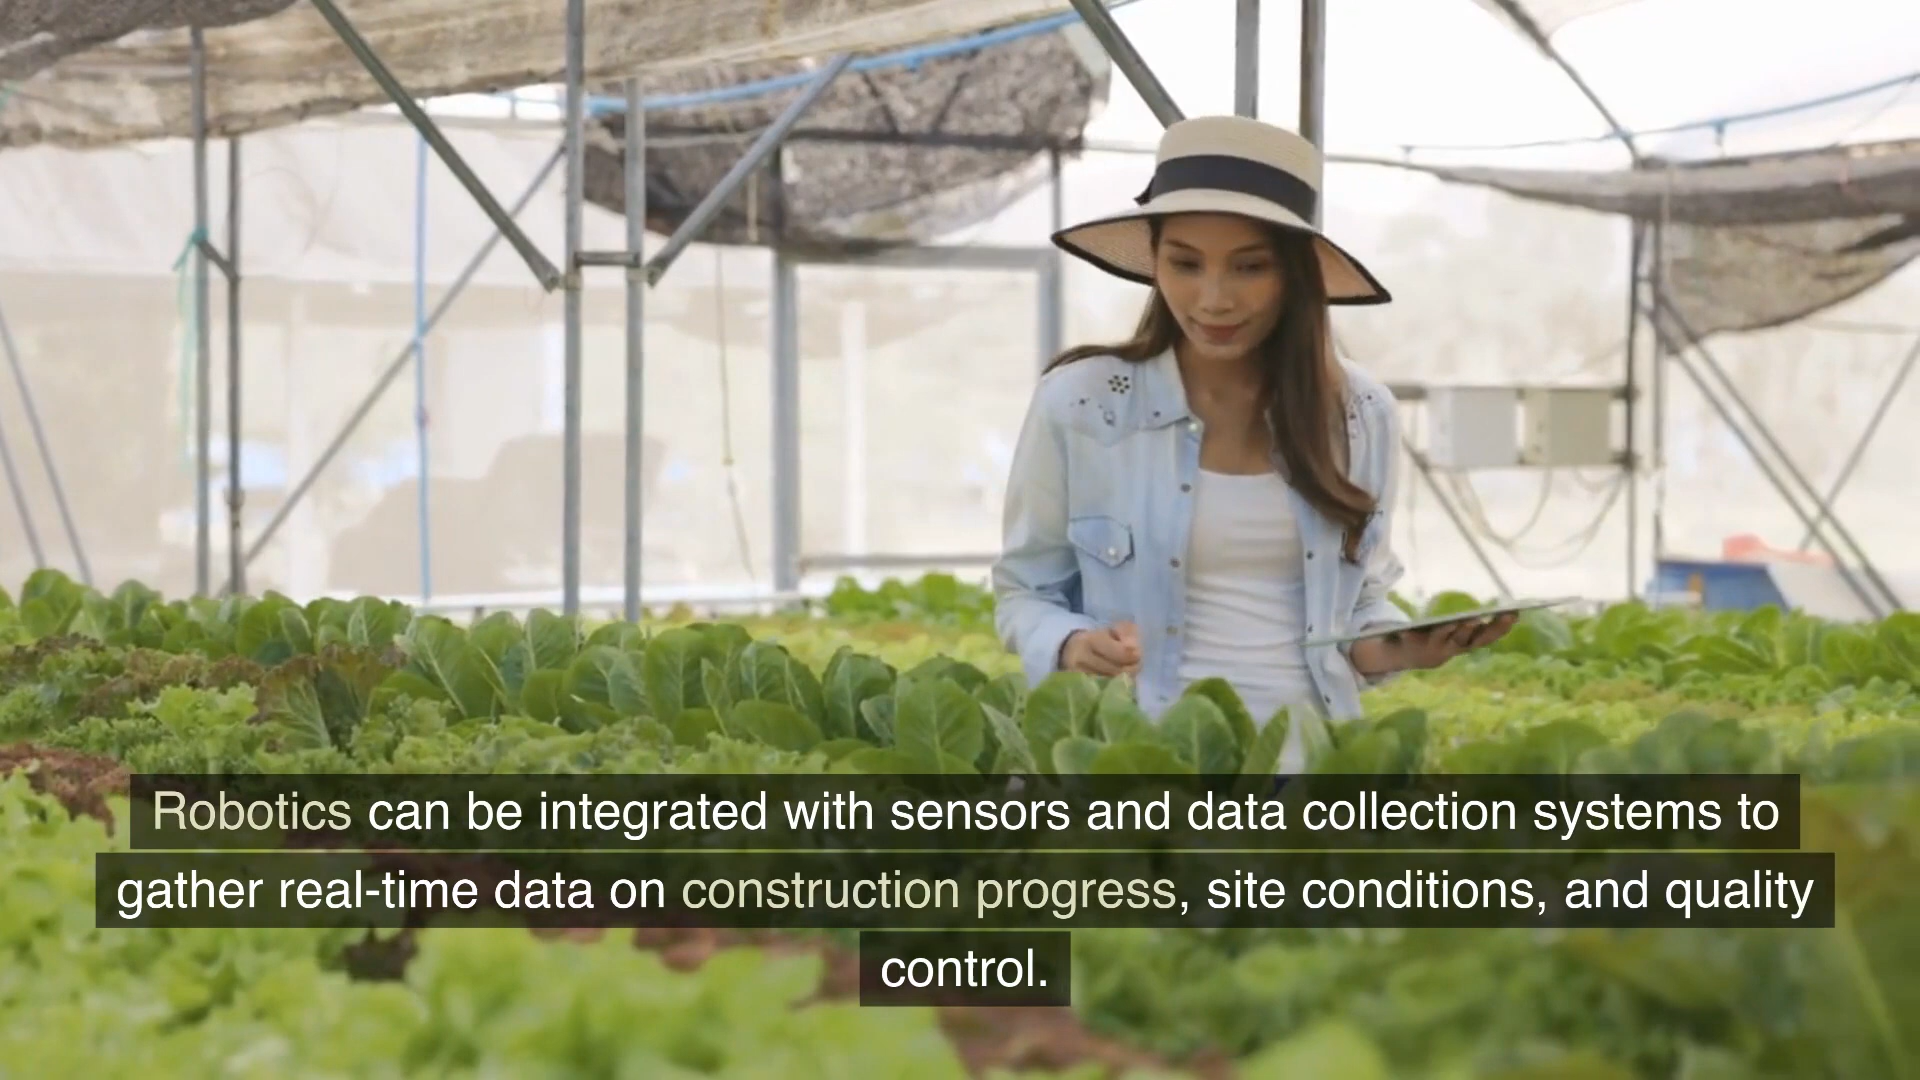 Robotics can be integrated with sensors and data collection systems to
gather real-time data on construction progress, site conditions, and quality
control.